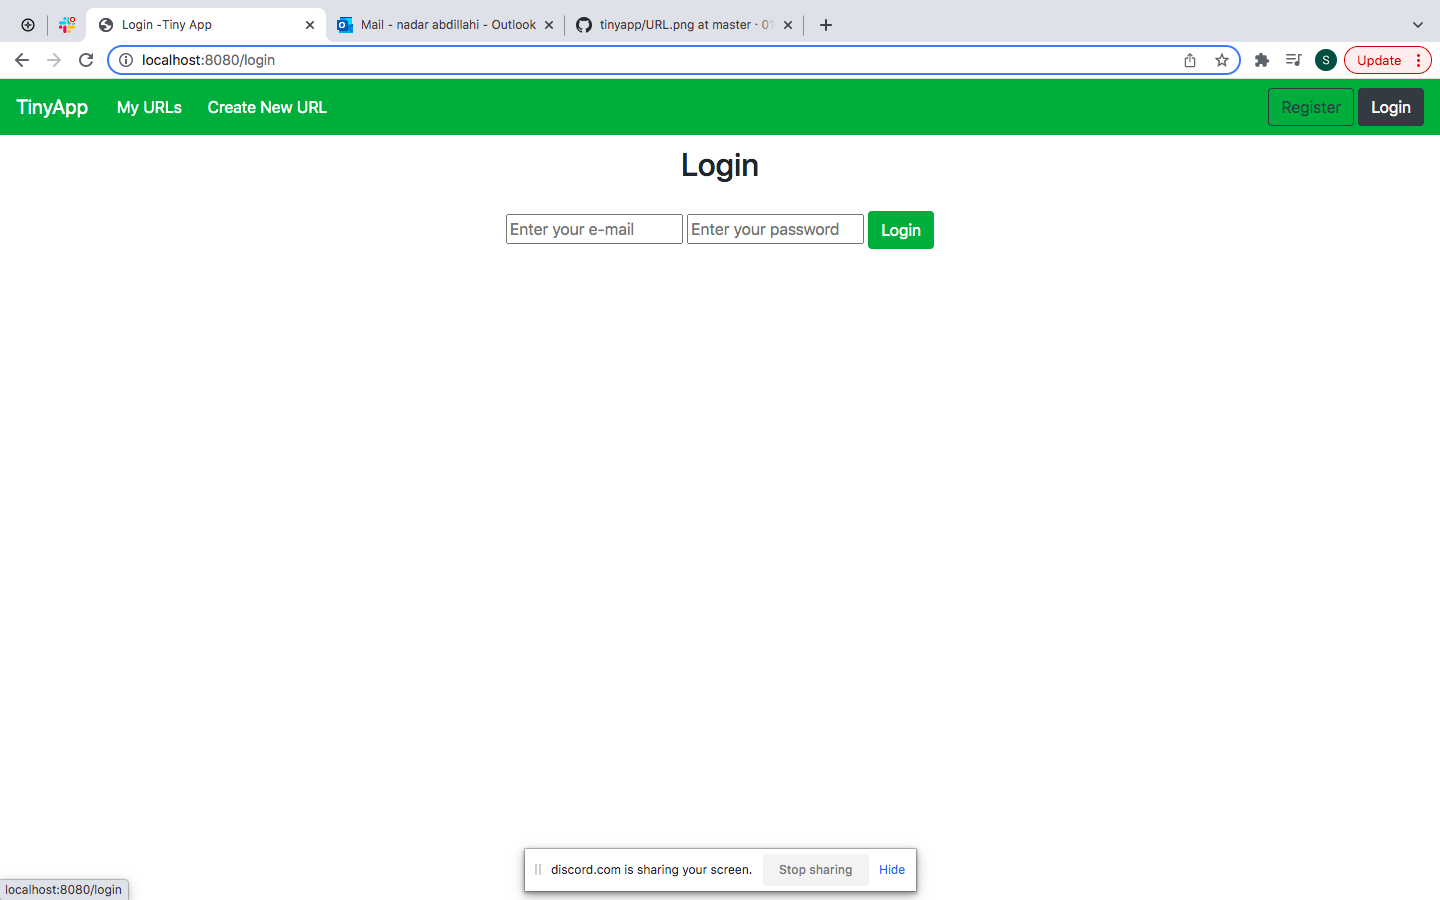 Login -Tiny App
Mail - nadar abdillahi - Outlook
tinyapp/URL.png at master · 01
localhost:8080/login
S
Update
TinyApp
My URLs
Create New URL
Register
Login
Login
Enter your e-mail
Enter your password
Login
discord.com is sharing your screen.
Stop sharing
Hide
localhost:8080/login